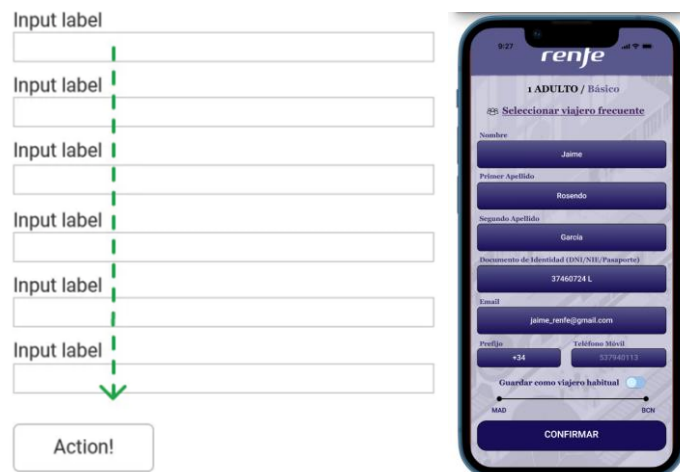 Input label
Input label
Input label
Input label
Input label
Input label
Action!
9:27
renfe
1 ADULTO / Básico
Seleccionar viajero frecuente
Nombre
Jaime
Primer Apellido
Rosendo
Segundo Apellido
García
Documento de Identidad (DNI/NIE/Pasaporte)
37460724 L
Email
jaime_renfe@gmail.com
Prefijo Teléfono Móvil
+34 537940113
Guardar como viajero habitual
MAD BCN
CONFIRMAR